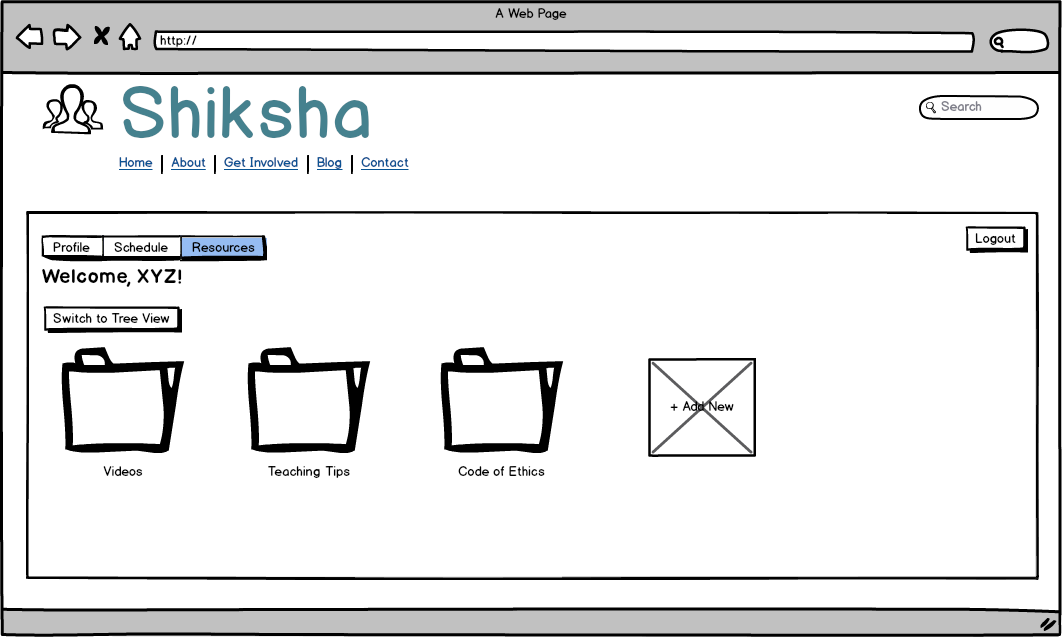 A Web Page
http://
Shiksha
Search
Home | About | Get Involved | Blog | Contact
Profile Schedule Resources
Logout
Welcome, XYZ!
Switch to Tree View
+ Add New
Videos Teaching Tips Code of Ethics